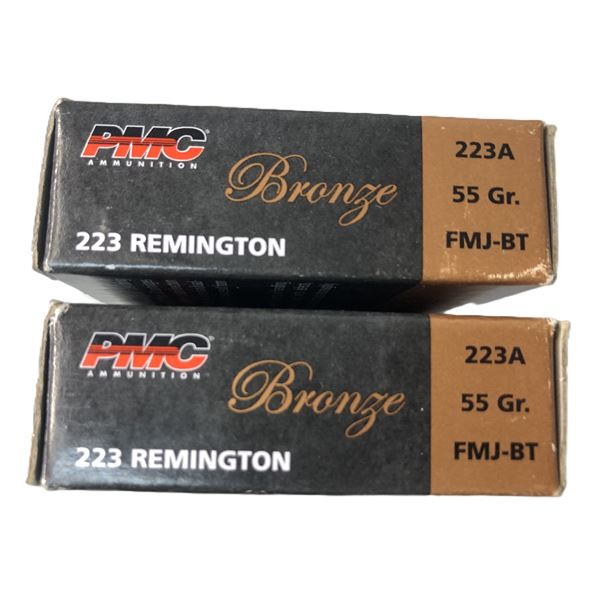 PMC
AMMUNITION
Bronze
223 REMINGTON
223A
55 Gr.
FMJ-BT
PMC
AMMUNITION
Bronze
223 REMINGTON
223A
55 Gr.
FMJ-BT